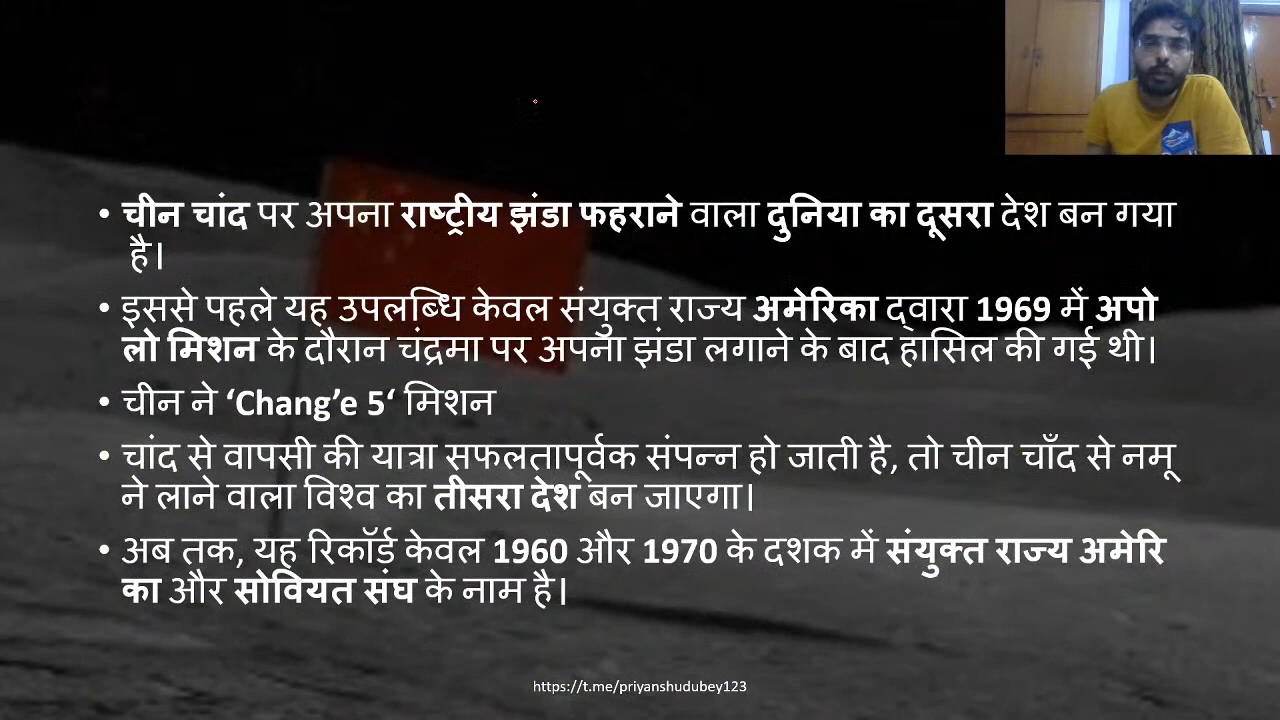 • चीन चांद पर अपना राष्ट्रीय झंडा फहराने वाला दुनिया का दूसरा देश बन गया
है।
• इससे पहले यह उपलब्धि केवल संयुक्त राज्य अमेरिका द्वारा 1969 में अपो
लो मिशन के दौरान चंद्रमा पर अपना झंडा लगाने के बाद हासिल की गई थी।
• चीन ने ‘Chang’e 5‘ मिशन
• चांद से वापसी की यात्रा सफलतापूर्वक संपन्न हो जाती है, तो चीन चाँद से नमू
ने लाने वाला विश्व का तीसरा देश बन जाएगा।
• अब तक, यह रिकॉर्ड केवल 1960 और 1970 के दशक में संयुक्त राज्य अमेरि
का और सोवियत संघ के नाम है।
https://t.me/priyanshudubey123